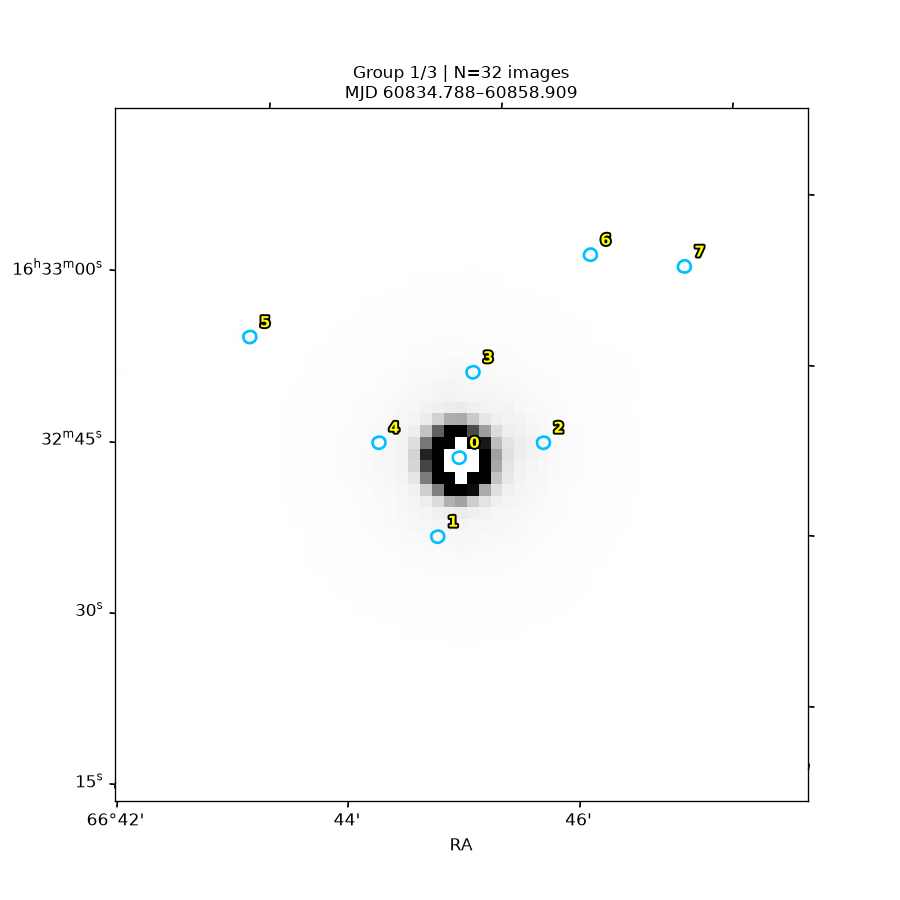 Group 1/3 | N=32 images
MJD 60834.788–60858.909
6
7
16h33m00s
5
3
4
2
32m45s
0
1
30s
15s
66°42' 44' 46'
RA